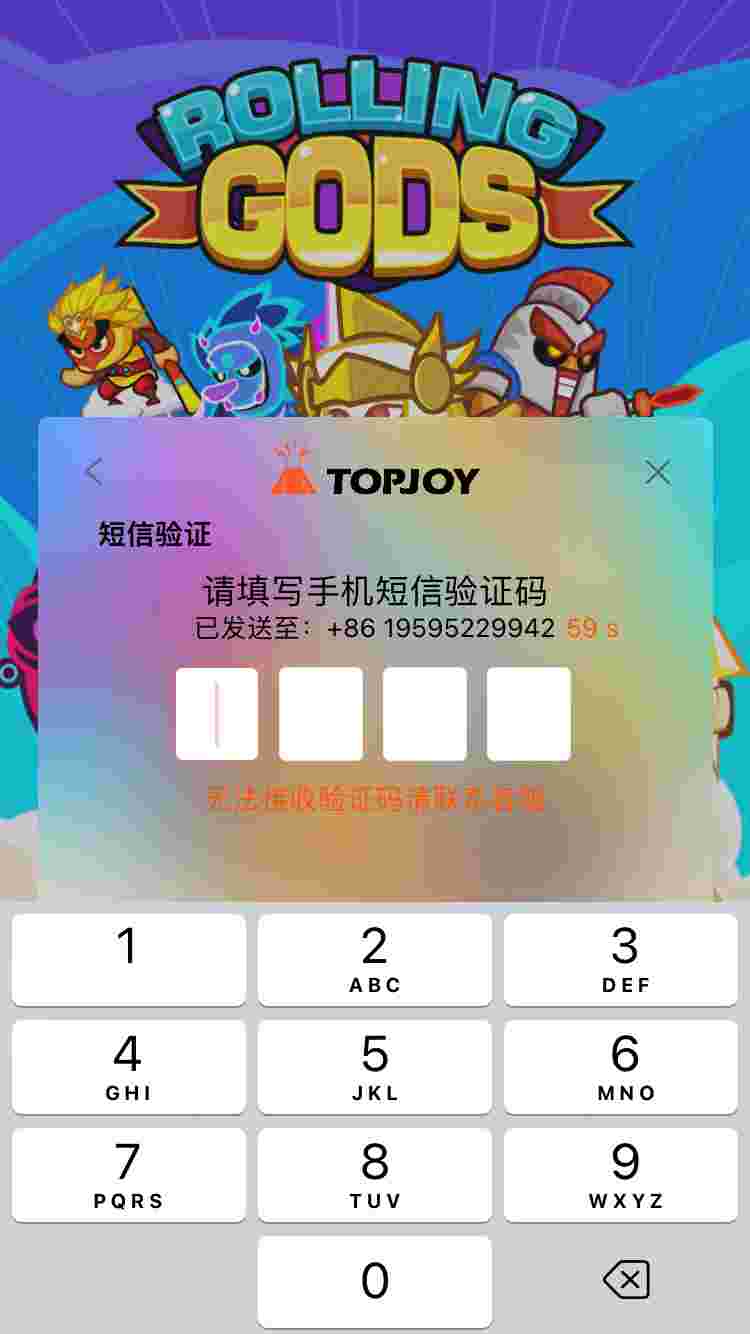 ROLLING
GODS
TOPJOY
短信验证
请填写手机短信验证码
已发送至：+86 19595229942 59 s
无法接收验证码请联系客服
1
2
ABC
3
DEF
4
GHI
5
JKL
6
MNO
7
PQRS
8
TUV
9
WXYZ
0